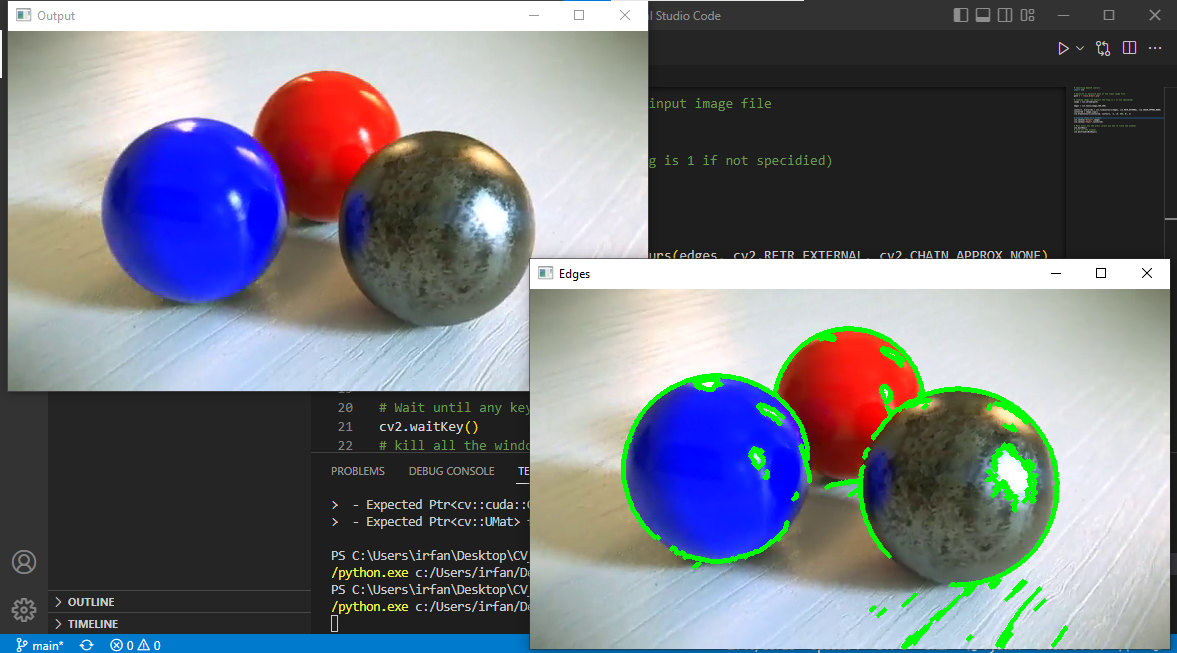 Output
l Studio Code
input image file
g is 1 if not specidied)
urs(edges, cv2.RETR_EXTERNAL, cv2.CHAIN_APPROX_NONE)
Edges
20 # Wait until any key
21 cv2.waitKey()
22 # kill all the windo
PROBLEMS DEBUG CONSOLE TE
> - Expected Ptr<cv::cuda::
> - Expected Ptr<cv::UMat>
PS C:\Users\irfan\Desktop\CV_
/python.exe c:/Users/irfan/De
PS C:\Users\irfan\Desktop\CV_
/python.exe c:/Users/irfan/De
OUTLINE
TIMELINE
main* 0 0